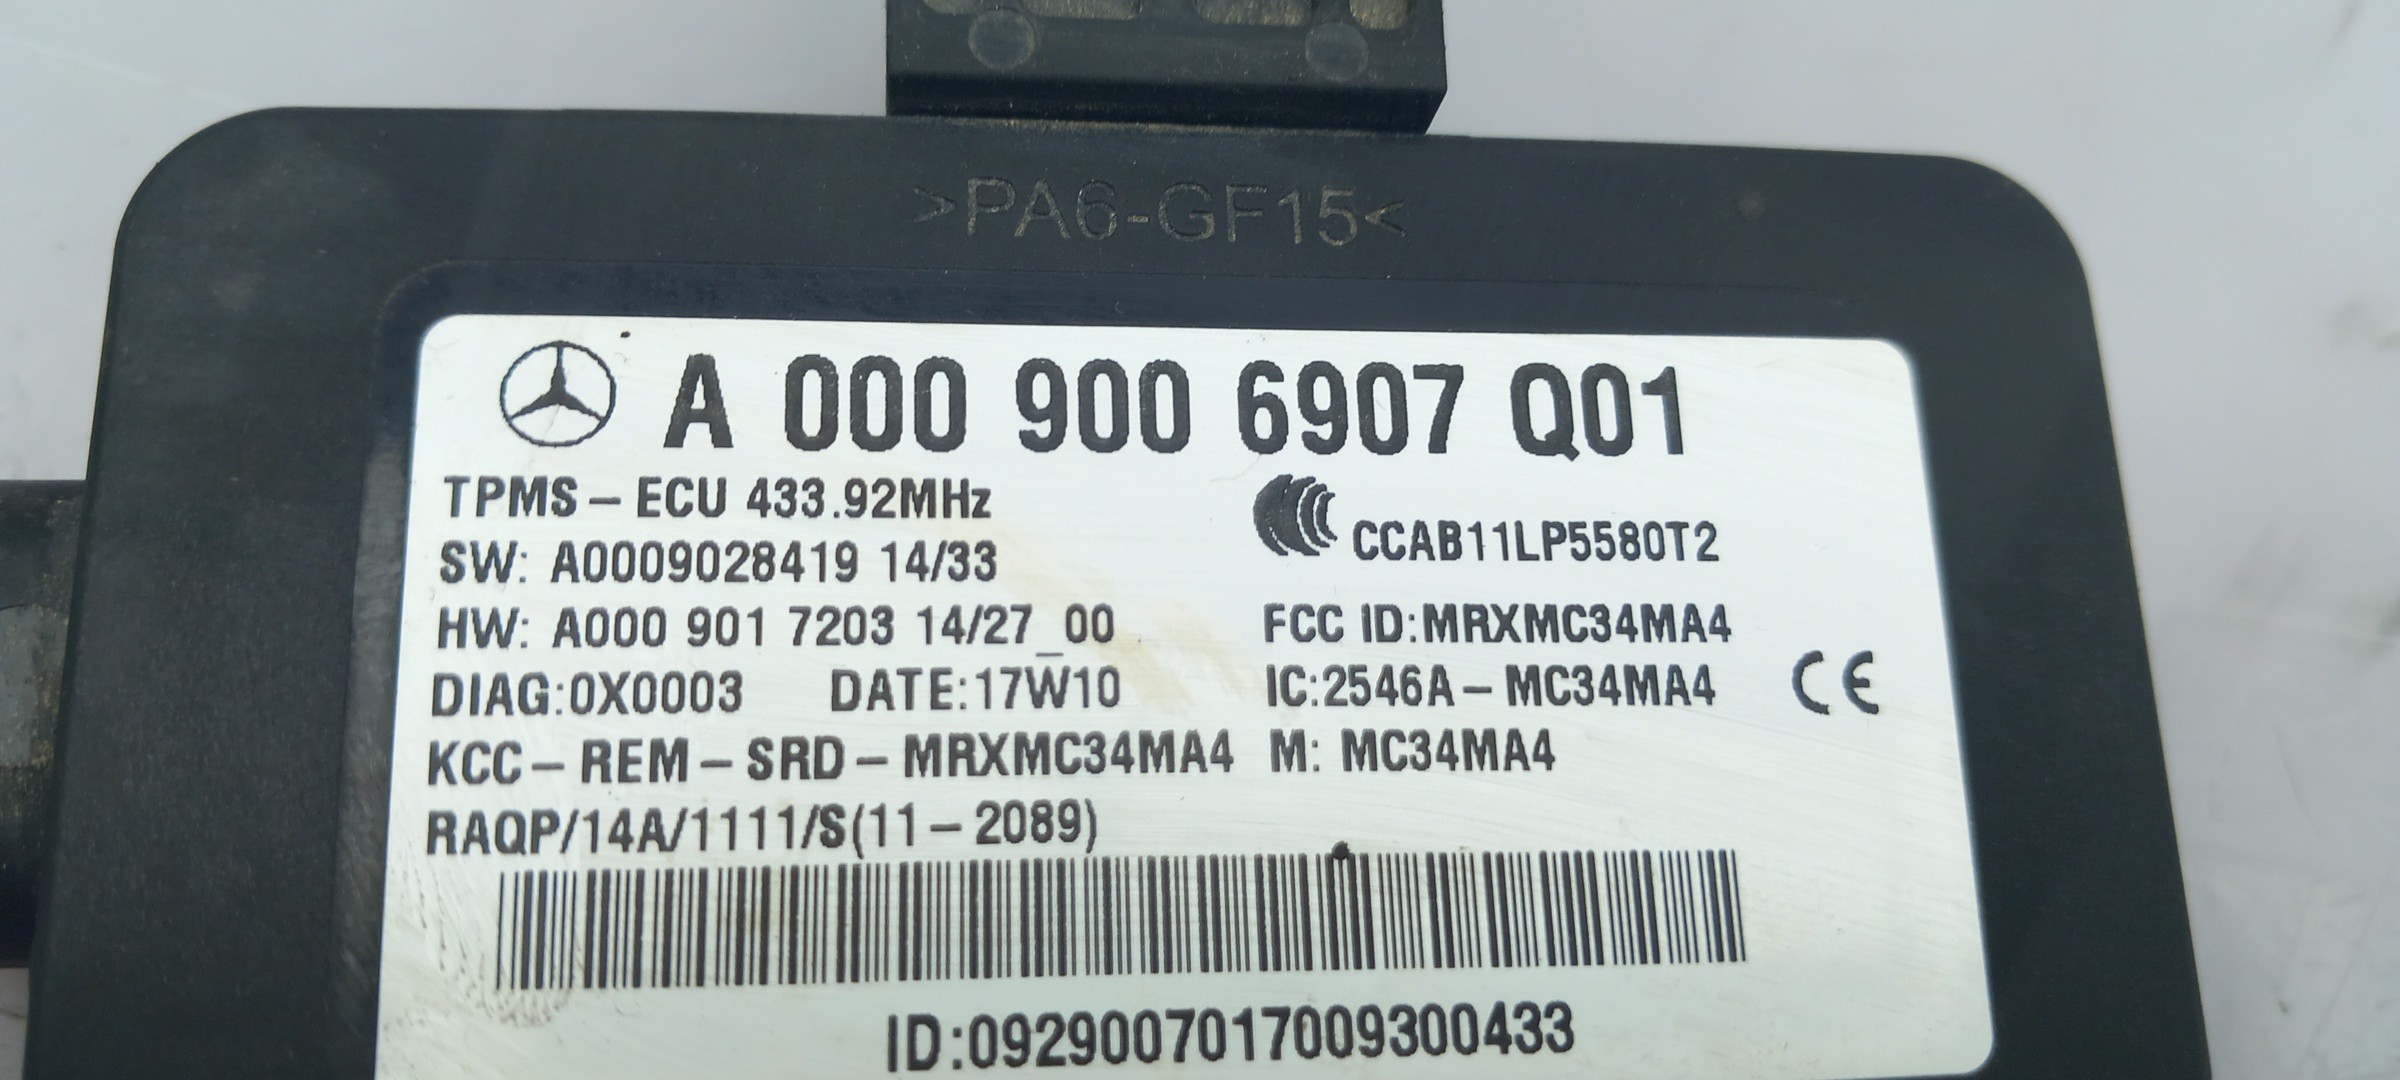 >PA6-GF15<
A 000 900 6907 Q01
TPMS-ECU 433.92MHz
CCAB11LP5580T2
SW: A0009028419 14/33
HW: A000 901 7203 14/27_00
FCC ID:MRXMC34MA4
DIAG:0X0003 DATE:17W10
IC:2546A-MC34MA4
CE
KCC-REM-SRD-MRXMC34MA4 M: MC34MA4
RAQP/14A/1111/S(11-2089)
ID:0929007017009300433